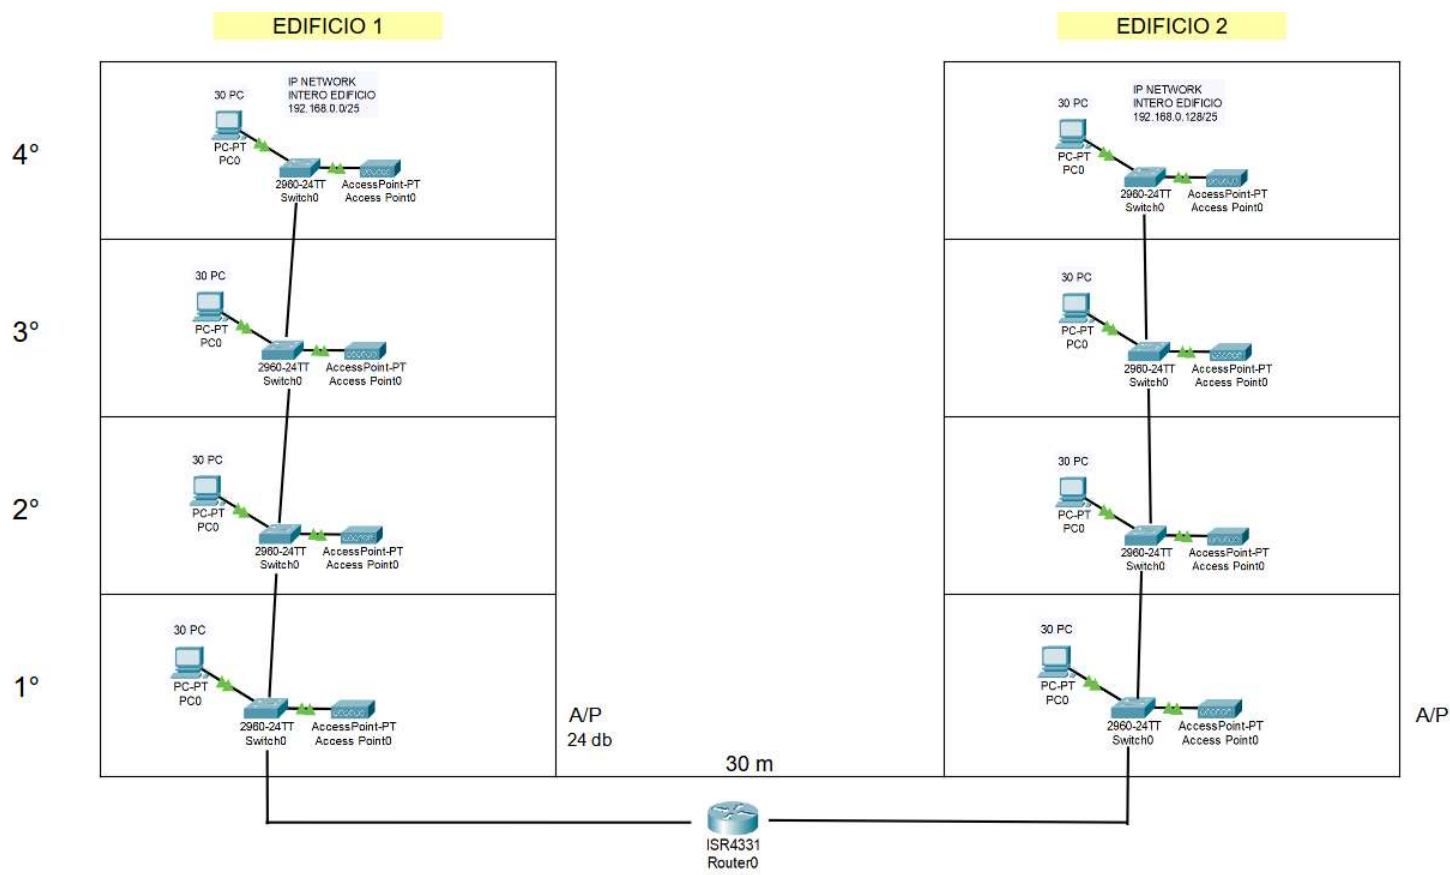 EDIFICIO 1
EDIFICIO 2
4°
30 PC
IP NETWORK
INTERO EDIFICIO
192.168.0.0/25
PC-PT
PC0
2960-24TT
Switch0
AccessPoint-PT
Access Point0
30 PC
IP NETWORK
INTERO EDIFICIO
192.168.0.128/25
PC-PT
PC0
2960-24TT
Switch0
AccessPoint-PT
Access Point0
3°
30 PC
PC-PT
PC0
2960-24TT
Switch0
AccessPoint-PT
Access Point0
30 PC
PC-PT
PC0
2960-24TT
Switch0
AccessPoint-PT
Access Point0
2°
30 PC
PC-PT
PC0
2960-24TT
Switch0
AccessPoint-PT
Access Point0
30 PC
PC-PT
PC0
2960-24TT
Switch0
AccessPoint-PT
Access Point0
1°
30 PC
PC-PT
PC0
2960-24TT
Switch0
AccessPoint-PT
Access Point0
A/P
24 db
30 PC
PC-PT
PC0
2960-24TT
Switch0
AccessPoint-PT
Access Point0
A/P
30 m
ISR4331
Router0